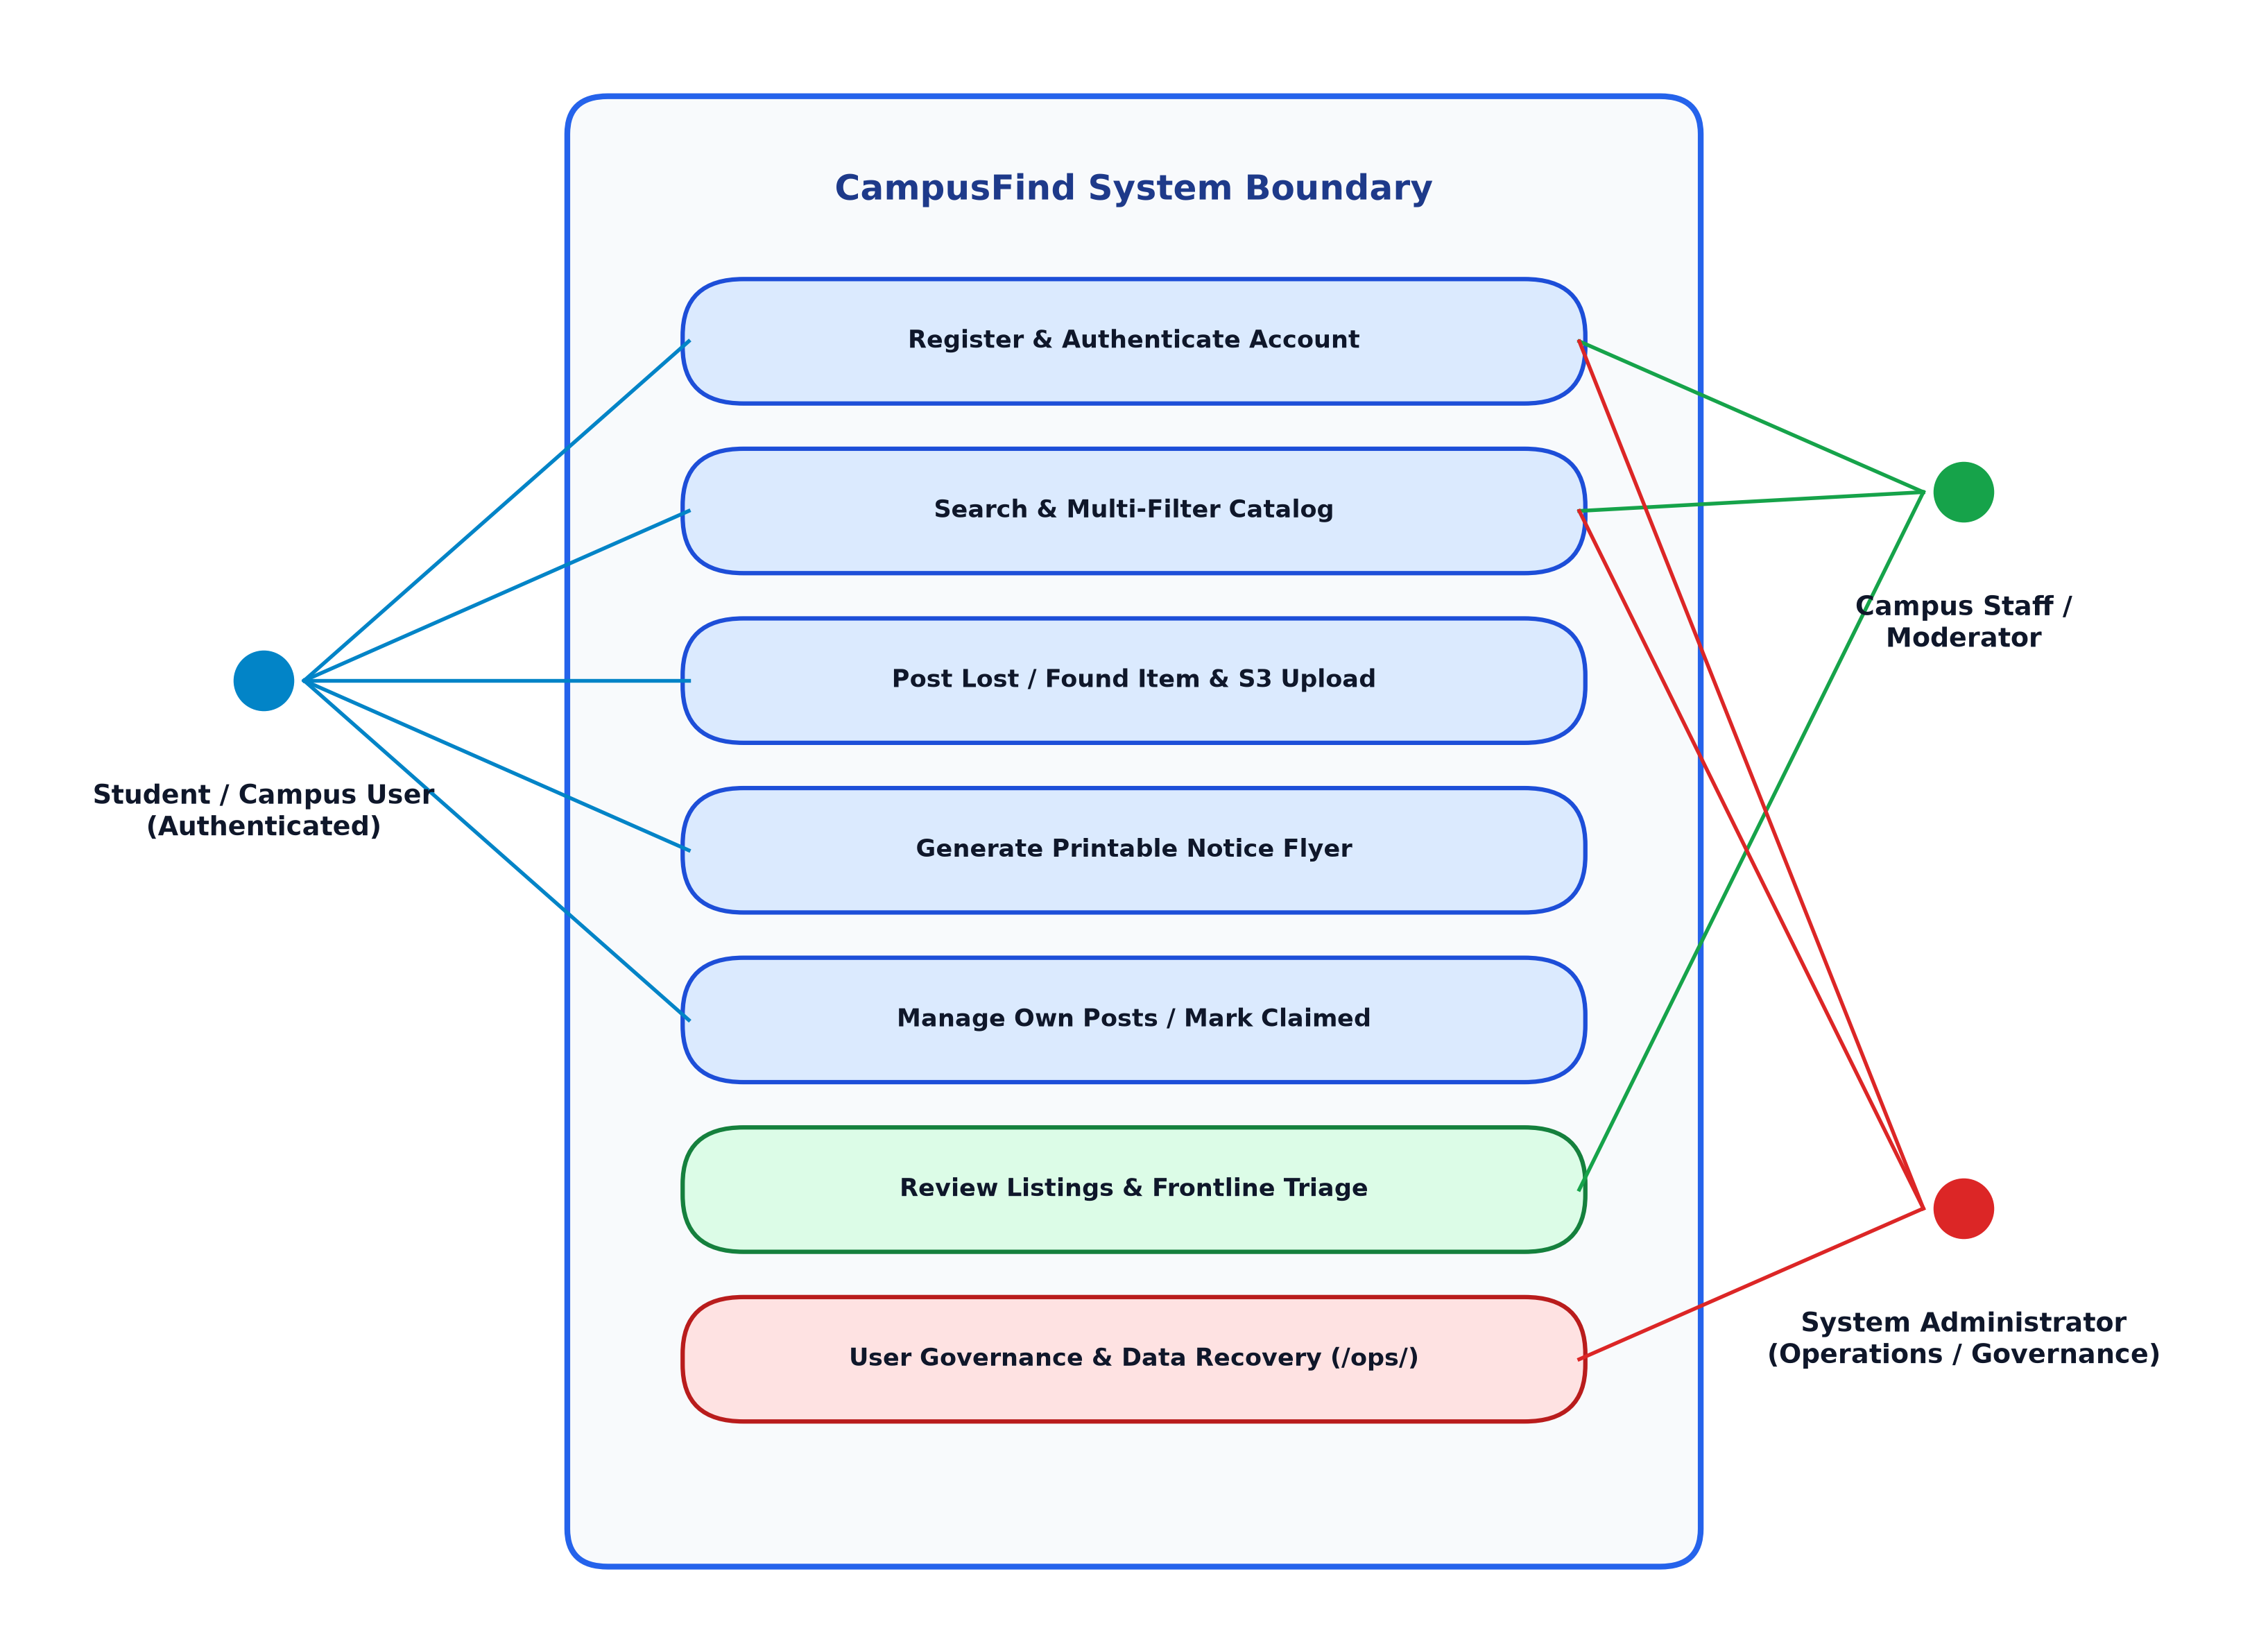 CampusFind System Boundary
Register & Authenticate Account
Search & Multi-Filter Catalog
Post Lost / Found Item & S3 Upload
Generate Printable Notice Flyer
Manage Own Posts / Mark Claimed
Review Listings & Frontline Triage
User Governance & Data Recovery (/ops/)
Student / Campus User
(Authenticated)
Campus Staff /
Moderator
System Administrator
(Operations / Governance)